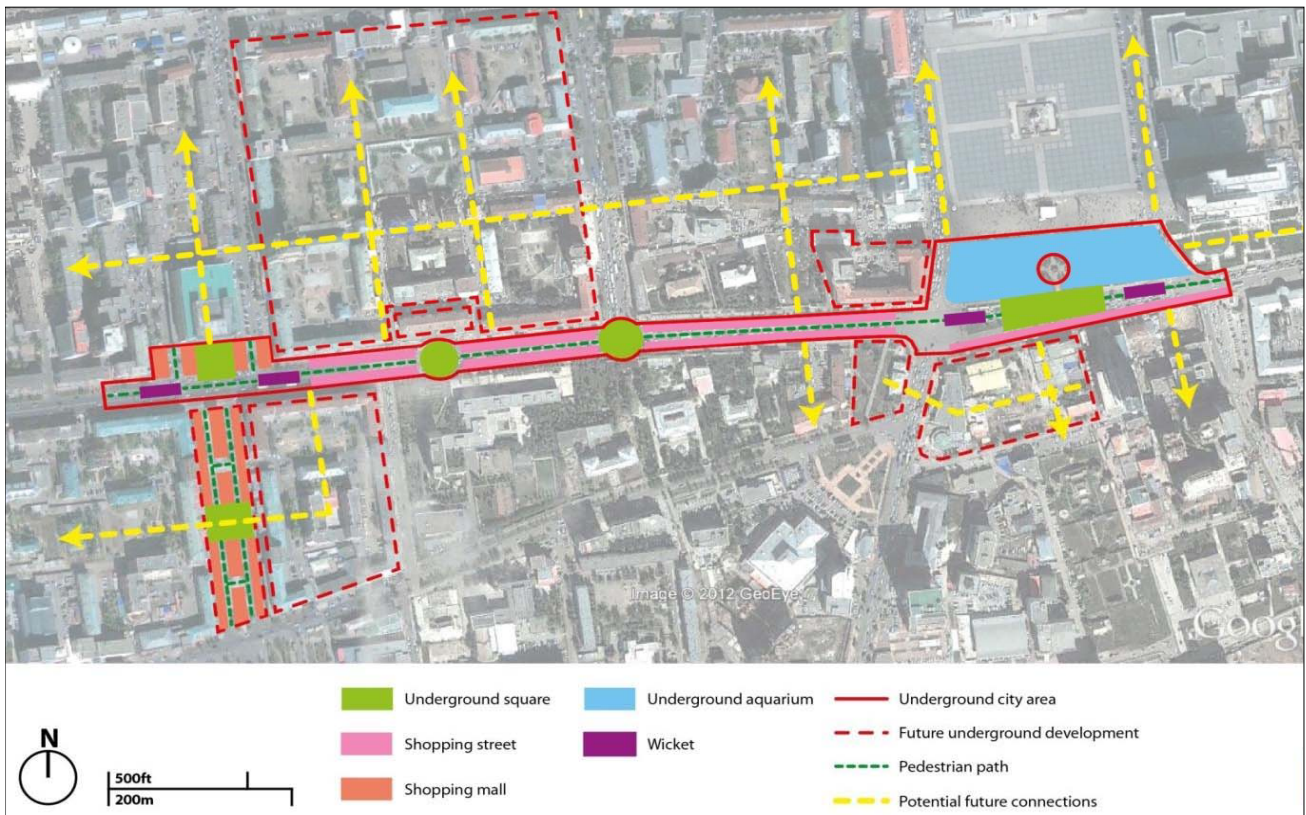 Image © 2012 GeoEye
Goog
Underground square
Shopping street
Shopping mall
Underground aquarium
Wicket
Underground city area
Future underground development
Pedestrian path
Potential future connections
N
500ft
200m